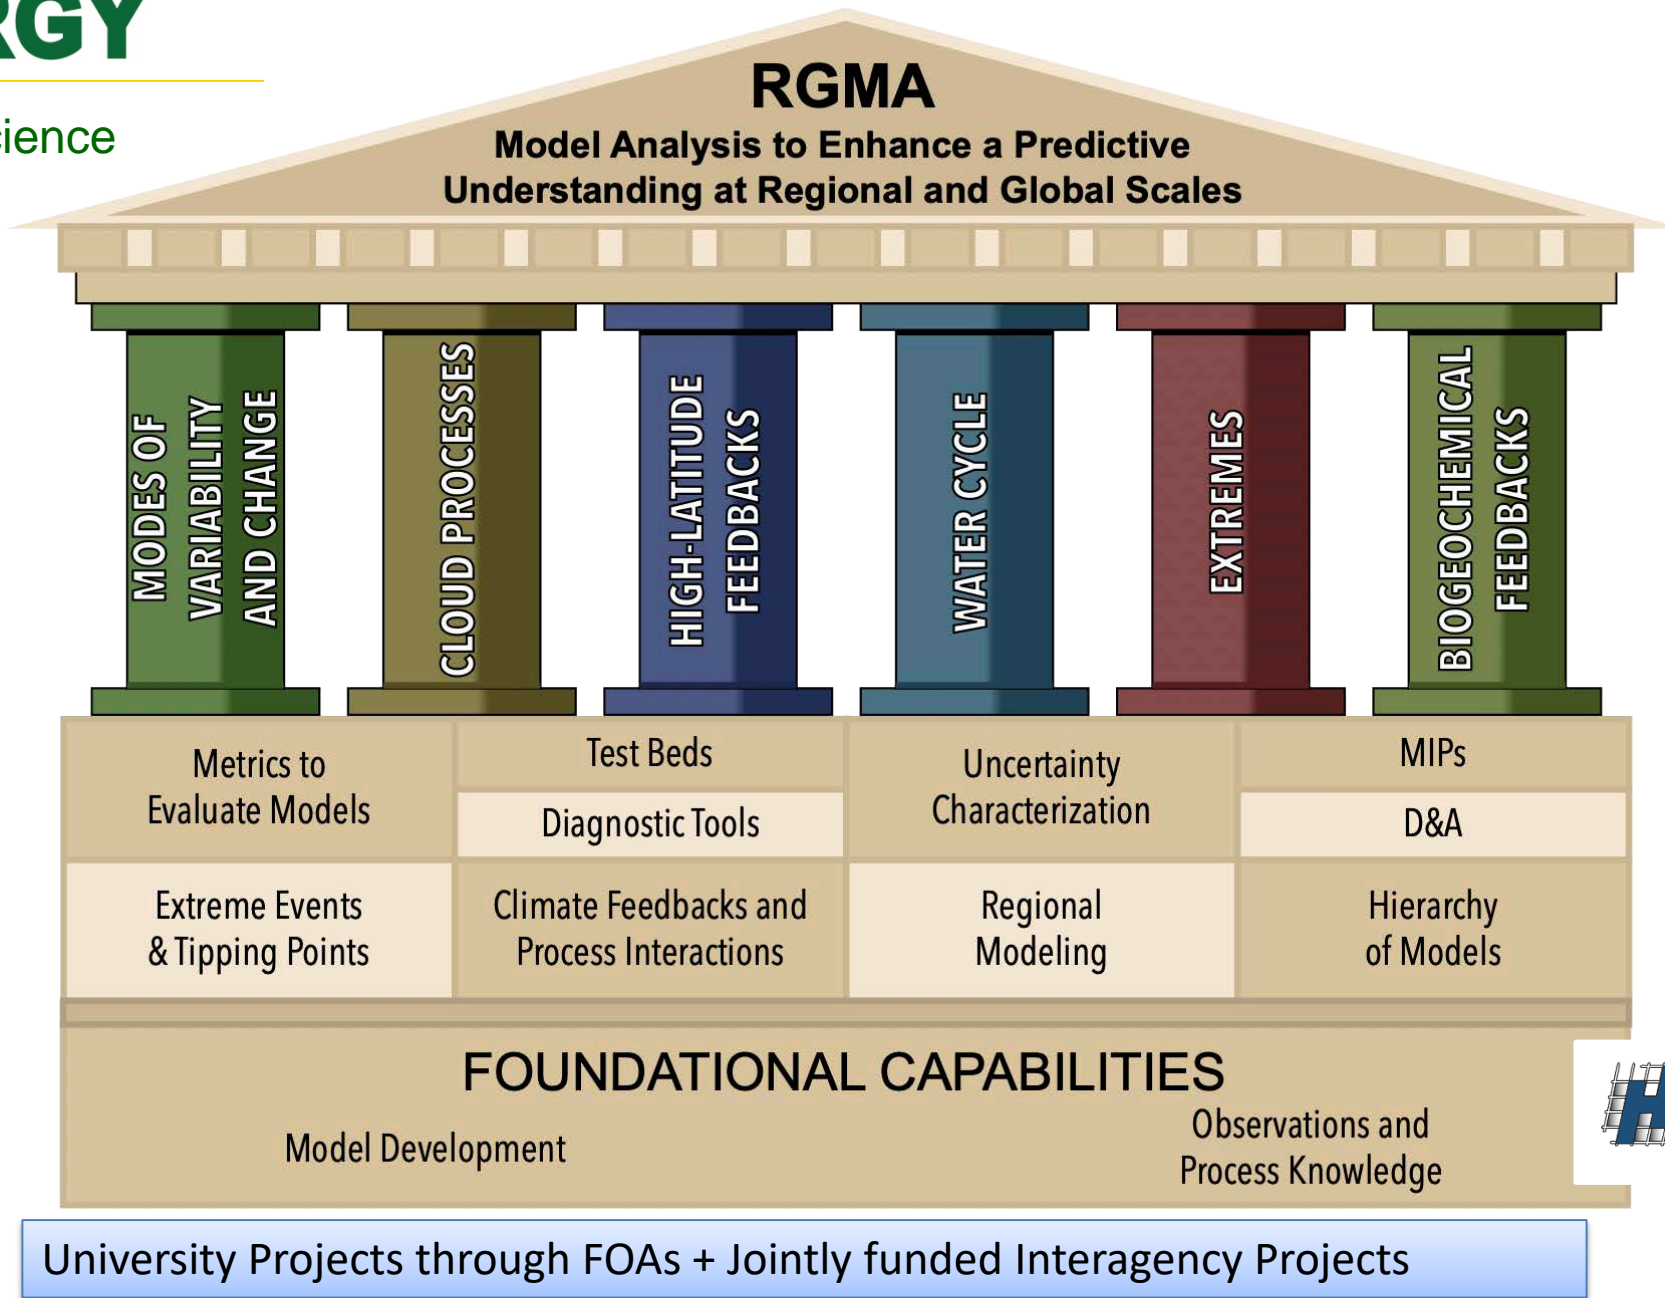 RGY
cience
RGMA
Model Analysis to Enhance a Predictive
Understanding at Regional and Global Scales
MODES OF
VARIABILITY
AND CHANGE
CLOUD PROCESSES
HIGH-LATITUDE
FEEDBACKS
WATER CYCLE
EXTREMES
BIOGEOCHEMICAL
FEEDBACKS
Metrics to
Evaluate Models
Test Beds
Diagnostic Tools
Uncertainty
Characterization
MIPs
D&A
Extreme Events
& Tipping Points
Climate Feedbacks and
Process Interactions
Regional
Modeling
Hierarchy
of Models
FOUNDATIONAL CAPABILITIES
Model Development
Observations and
Process Knowledge
University Projects through FOAs + Jointly funded Interagency Projects